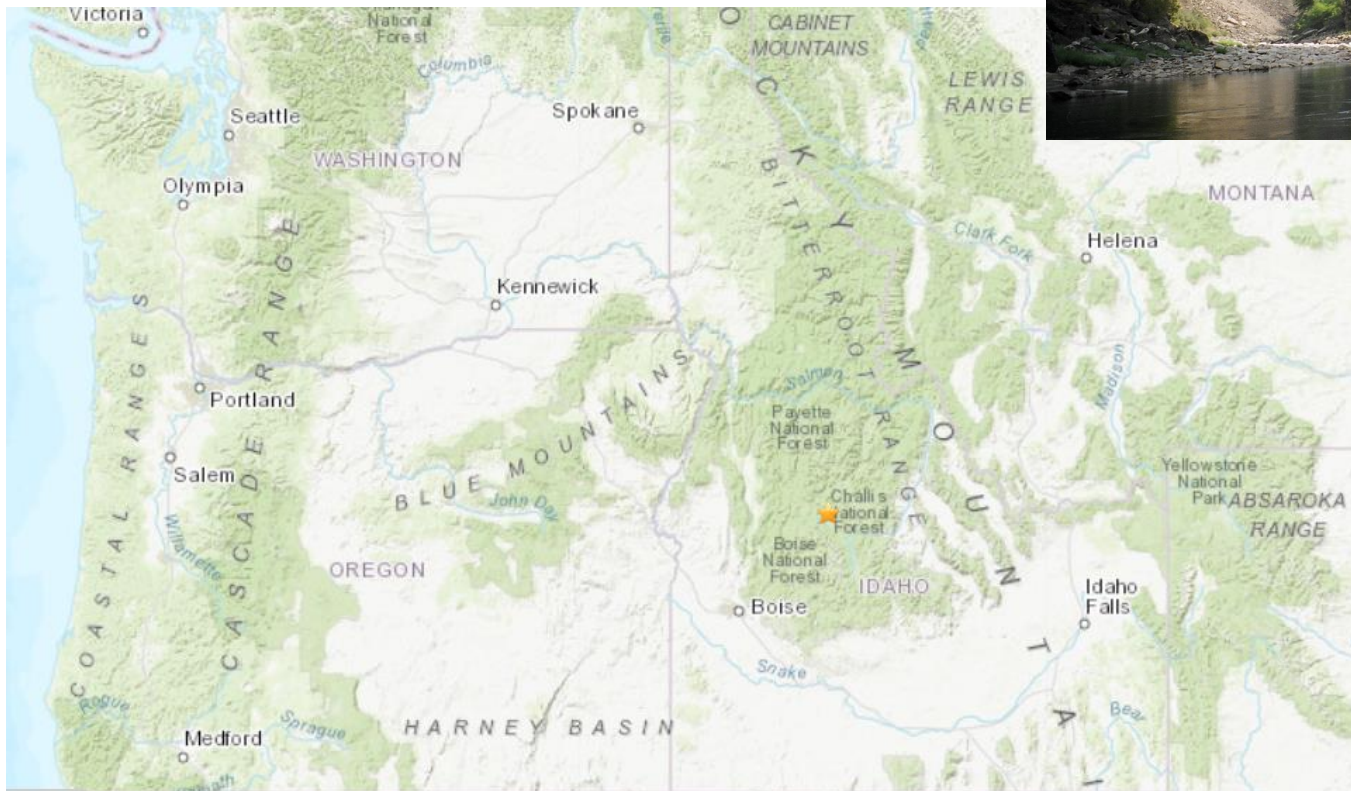 Victoria
National
Forest
CABINET
MOUNTAINS
LEWIS
RANGE
Columbia
Seattle
Spokane
WASHINGTON
Olympia
MONTANA
Clark Fork
Helena
BITTERROOT RANGE
ROCKY MOUNTAI
Kennewick
CASCADE RANGE
COASTAL RANGES
Portland
BLUE MOUNTAINS
Salmon
Madison
Payette
National
Forest
Salem
Yellowstone
National
Park
ABSAROKA
RANGE
Challis
National
Forest
John Day
Willamette
Boise
National
Forest
OREGON
IDAHO
Idaho
Falls
Boise
Snake
Rogue
Sprague
HARNEY BASIN
Bear
Medford